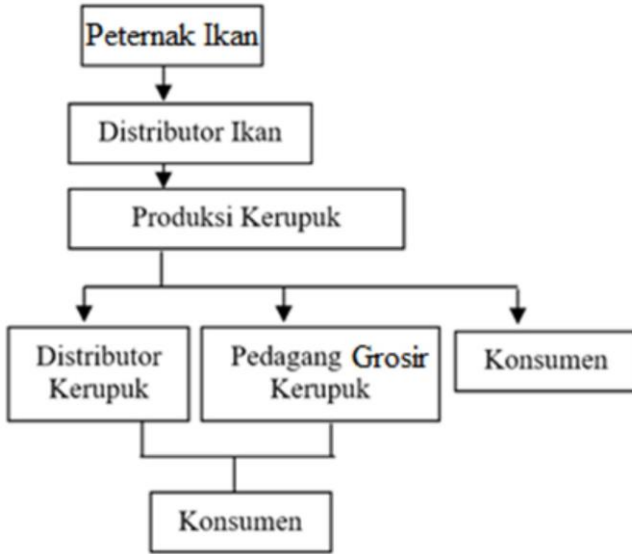 Peternak Ikan
Distributor Ikan
Produksi Kerupuk
Distributor
Kerupuk
Pedagang Grosir
Kerupuk
Konsumen
Konsumen